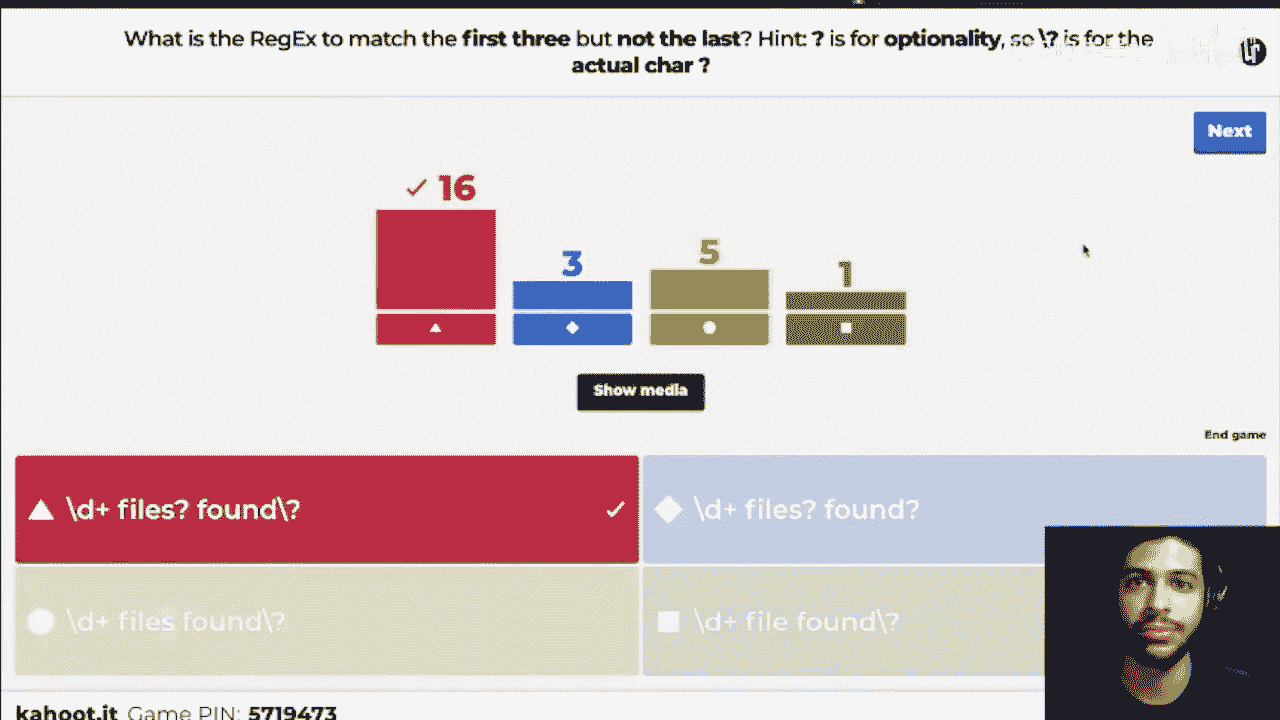 What is the RegEx to match the first three but not the last? Hint: ? is for optionality, so \? is for the
actual char ?
Next
16
3
5
1
Show media
End game
\d+ files? found\?
\d+ files? found?
\d+ files found\?
\d+ file found\?
kahoot.it Game PIN: 5719473